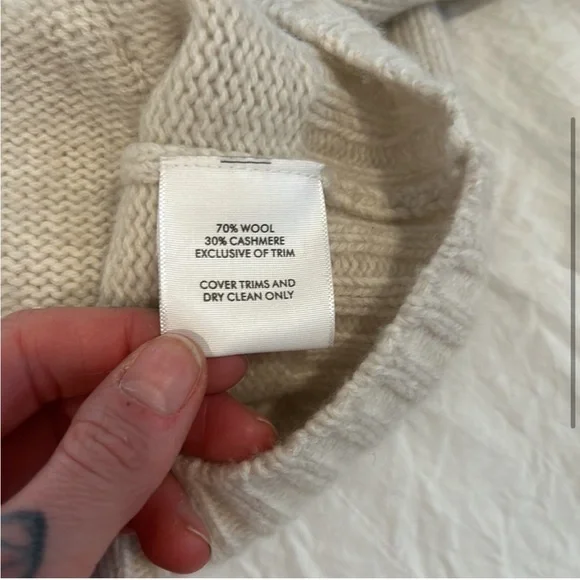 70% WOOL
30% CASHMERE
EXCLUSIVE OF TRIM
COVER TRIMS AND
DRY CLEAN ONLY